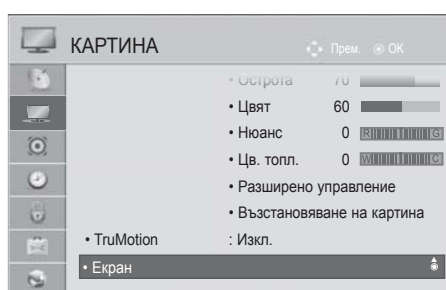 КАРТИНА
Прем. OK
• Острота 70
• Цвят 60
• Нюанс 0 R G
• Цв. топл. 0 W C
• Разширено управление
• Възстановяване на картина
• TruMotion : Изкл.
• Екран